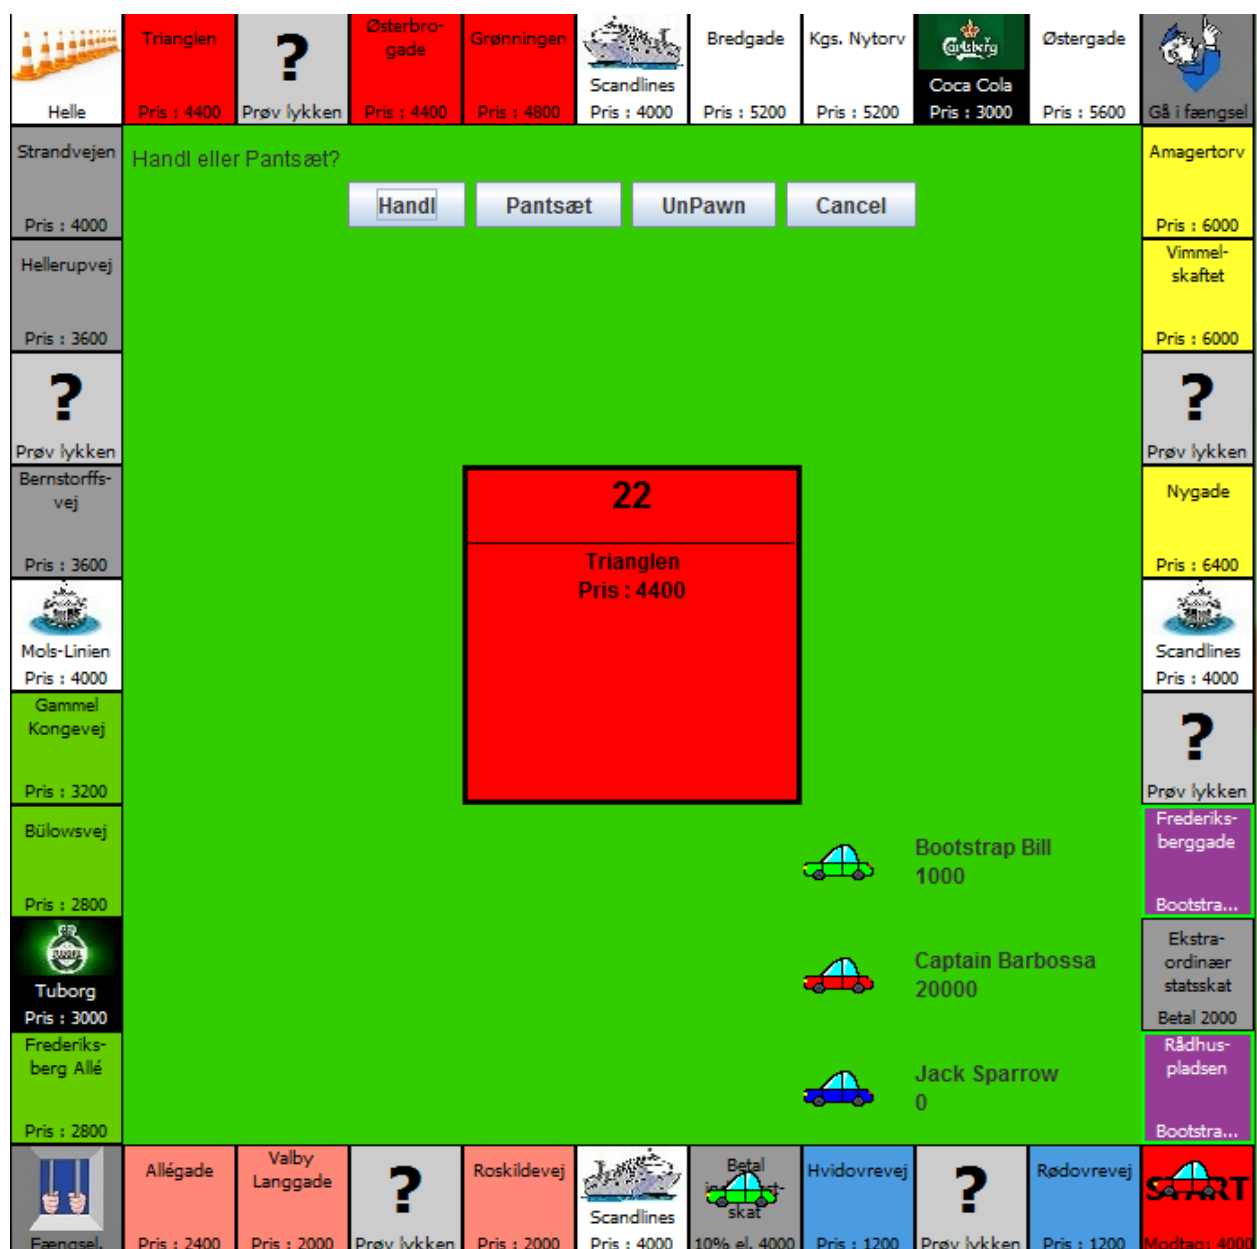 Helle
Trianglen
Pris : 4400
?
Prøv lykken
Østerbro-
gade
Pris : 4400
Grønningen
Pris : 4800
Scandlines
Pris : 4000
Bredgade
Pris : 5200
Kgs. Nytorv
Pris : 5200
Carlsberg
Coca Cola
Pris : 3000
Østergade
Pris : 5600
Gå i fængsel
Strandvejen
Pris : 4000
Hellerupvej
Pris : 3600
?
Prøv lykken
Bernstorffs-
vej
Pris : 3600
Mols-Linien
Pris : 4000
Gammel
Kongevej
Pris : 3200
Bülowsvej
Pris : 2800
Tuborg
Pris : 3000
Frederiks-
berg Allé
Pris : 2800
Handl eller Pantsæt?
Handl
Pantsæt
UnPawn
Cancel
22
Trianglen
Pris : 4400
Bootstrap Bill
1000
Captain Barbossa
20000
Jack Sparrow
0
Amagertorv
Pris : 6000
Vimmel-
skaftet
Pris : 6000
?
Prøv lykken
Nygade
Pris : 6400
Scandlines
Pris : 4000
?
Prøv lykken
Frederiks-
berggade
Bootstra...
Ekstra-
ordinær
statsskat
Betal 2000
Rådhus-
pladsen
Bootstra...
Fængsel.
Allégade
Pris : 2400
Valby
Langgade
Pris : 2000
?
Prøv lykken
Roskildevej
Pris : 2000
Scandlines
Pris : 4000
Betal
skat
10% el. 4000
Hvidovrevej
Pris : 1200
?
Prøv lykken
Rødovrevej
Pris : 1200
START
Modtag: 4000